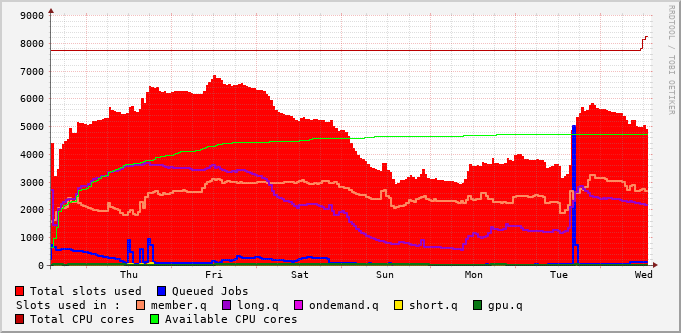 9000
8000
7000
6000
5000
4000
3000
2000
1000
0
Thu Fri Sat Sun Mon Tue Wed
RRDTOOL / TOBI OETIKER
Total slots used Queued Jobs
Slots used in : member.q long.q ondemand.q short.q gpu.q
Total CPU cores Available CPU cores